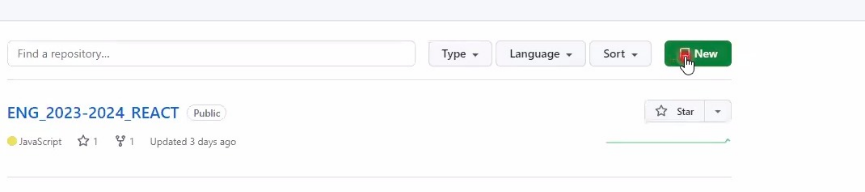 Find a repository... Type Language Sort New
ENG_2023-2024_REACT Public Star
JavaScript 1 1 Updated 3 days ago